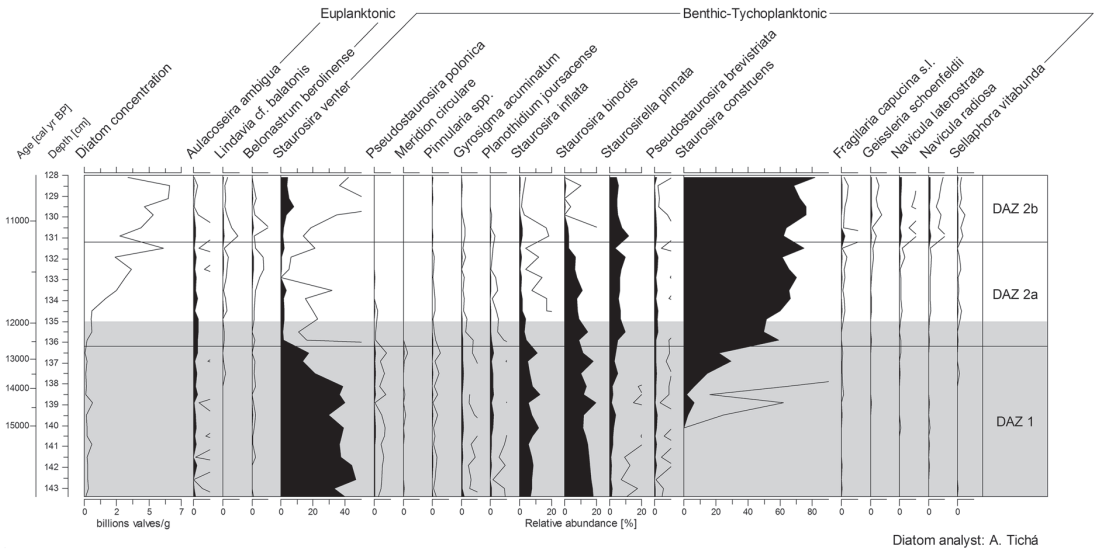 Euplanktonic Benthic-Tychoplanktonic
Age [cal yr BP]
Depth [cm]
Diatom concentration
Aulacoseira ambigua
Lindavia cf. balatonis
Belonastrum berolinense
Staurosira venter
Pseudostaurosira polonica
Meridion circulare
Pinnularia spp.
Gyrosigma acuminatum
Planothidium joursacense
Staurosira inflata
Staurosira binodis
Staurosirella pinnata
Pseudostaurosira brevistriata
Staurosira construens
Fragilaria capucina s.l.
Geissleria schoenfeldii
Navicula laterostrata
Navicula radiosa
Sellaphora vitabunda
128
129
130
11000
131
132
133
134
12000 135
136
13000 137
14000 138
139
15000 140
141
142
143
DAZ 2b
DAZ 2a
DAZ 1
0 2 5 7 0 0 0 0 20 40 0 0 0 0 0 0 20 0 20 0 20 0 0 20 40 60 80 0 0 0 0 0
billions valves/g Relative abundance [%]
Diatom analyst: A. Tichá